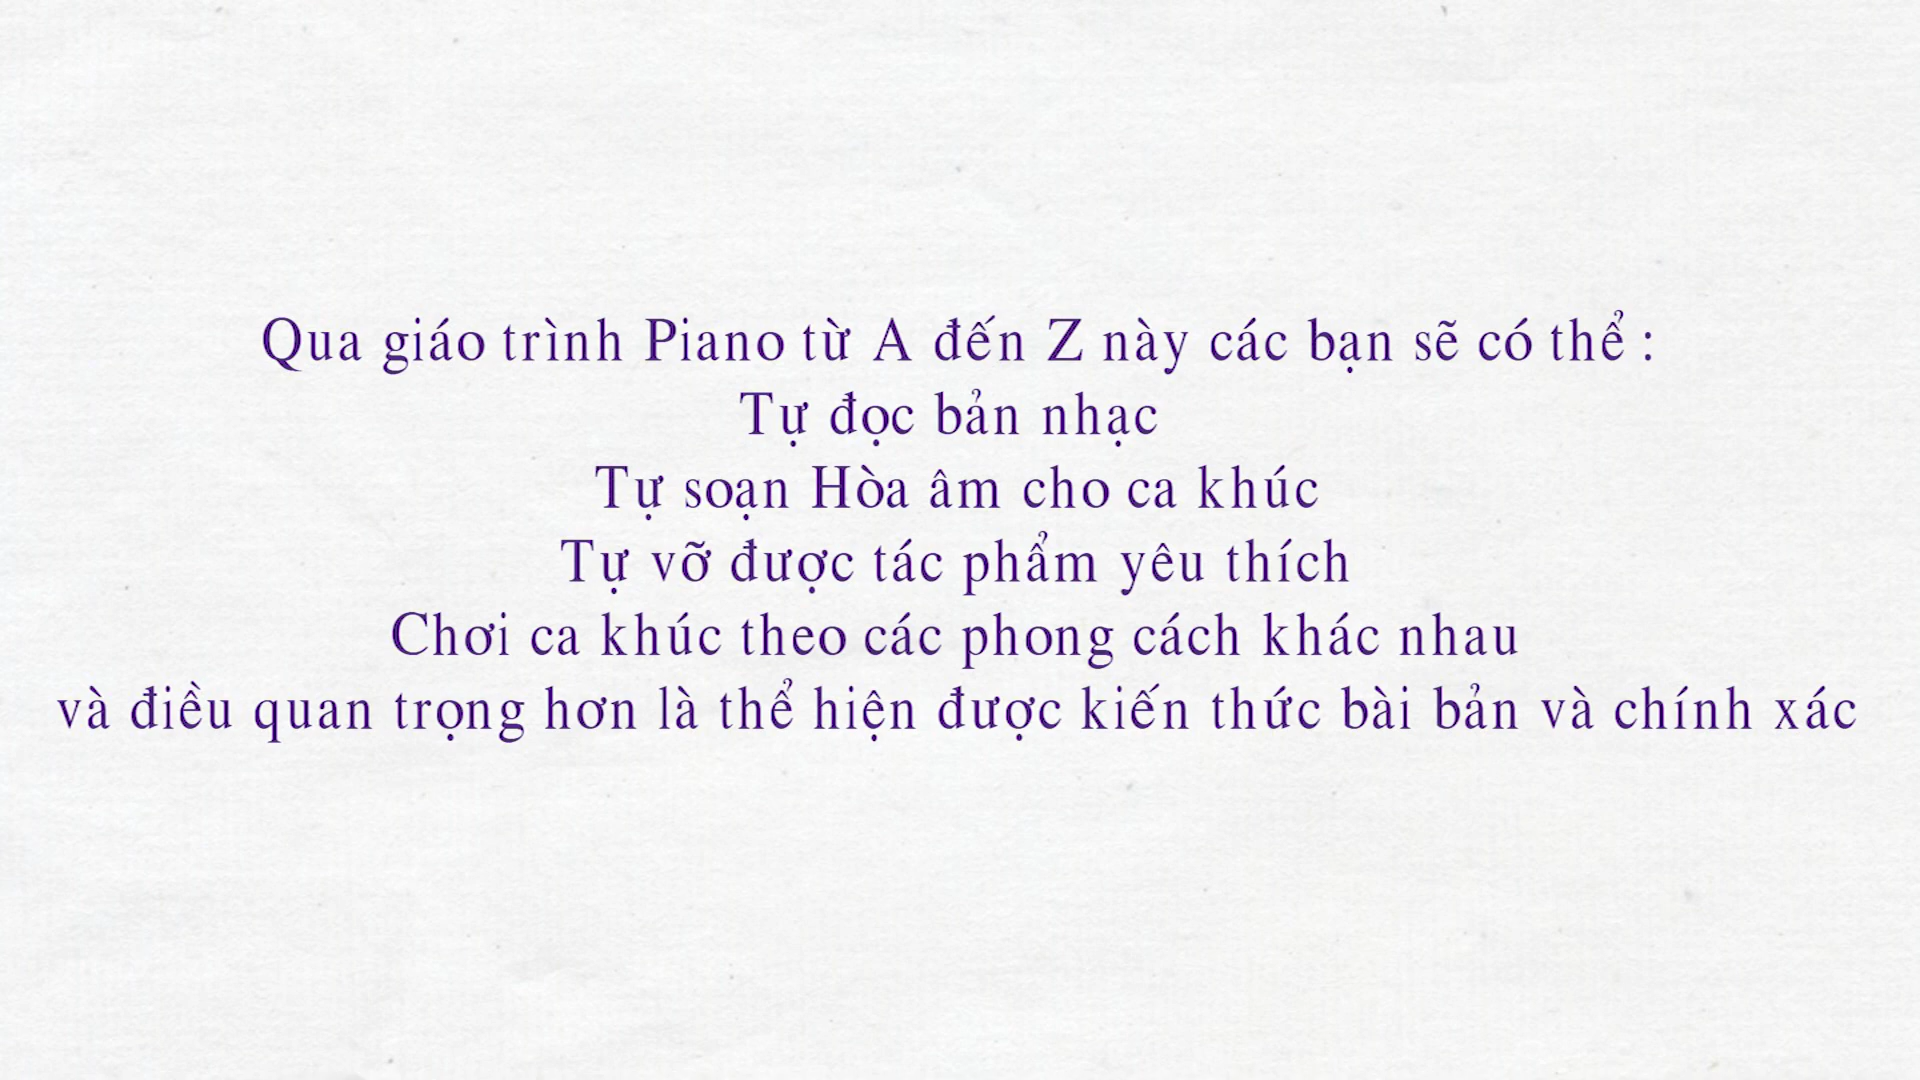 Qua giáo trình Piano từ A đến Z này các bạn sẽ có thể :
Tự đọc bản nhạc
Tự soạn Hòa âm cho ca khúc
Tự vỡ được tác phẩm yêu thích
Chơi ca khúc theo các phong cách khác nhau
và điều quan trọng hơn là thể hiện được kiến thức bài bản và chính xác